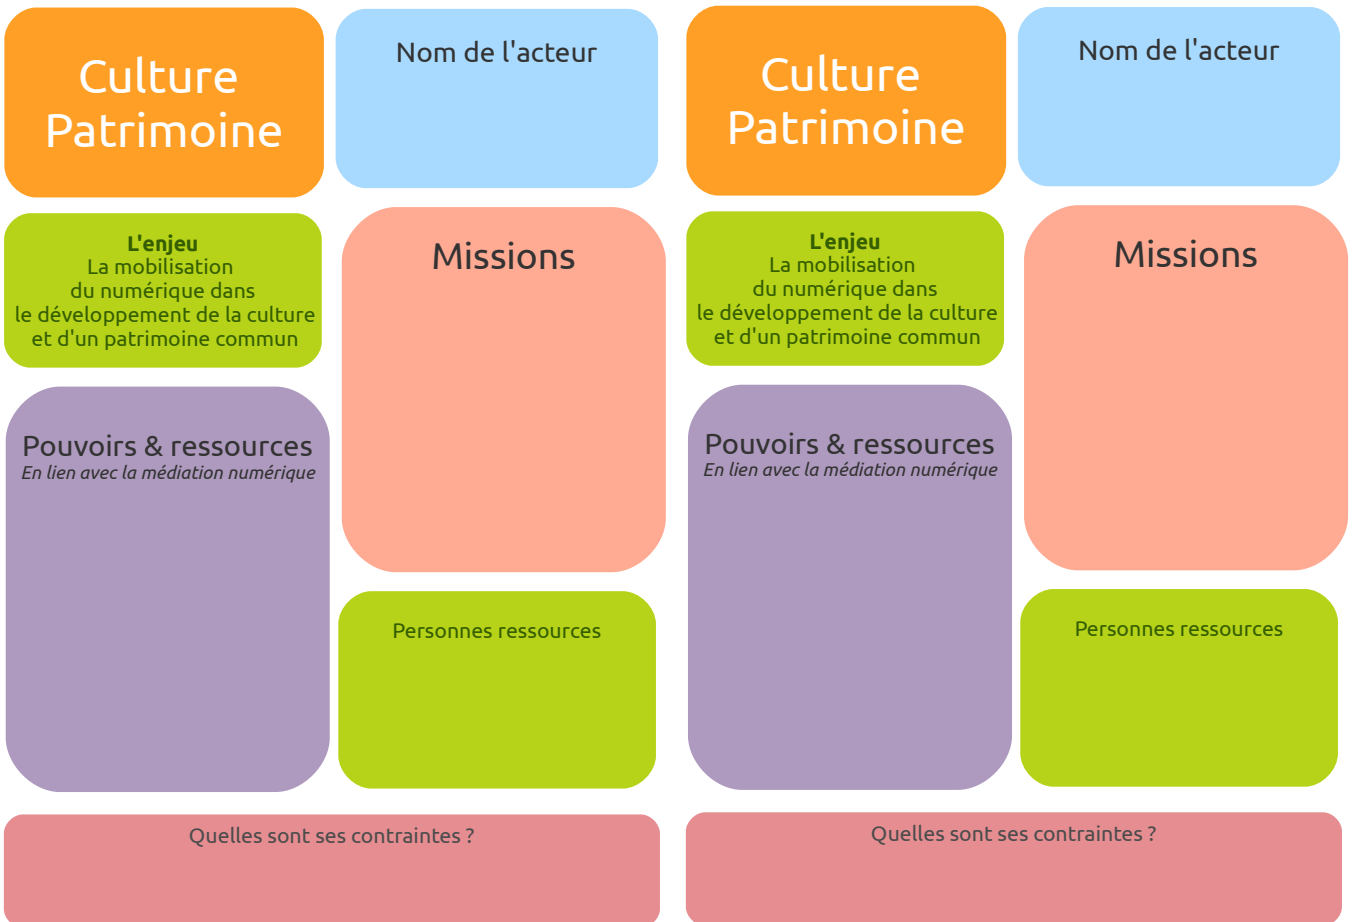 Culture
Patrimoine
Nom de l'acteur
L'enjeu
La mobilisation
du numérique dans
le développement de la culture
et d'un patrimoine commun
Missions
Pouvoirs & ressources
En lien avec la médiation numérique
Personnes ressources
Quelles sont ses contraintes ?
Culture
Patrimoine
Nom de l'acteur
L'enjeu
La mobilisation
du numérique dans
le développement de la culture
et d'un patrimoine commun
Missions
Pouvoirs & ressources
En lien avec la médiation numérique
Personnes ressources
Quelles sont ses contraintes ?